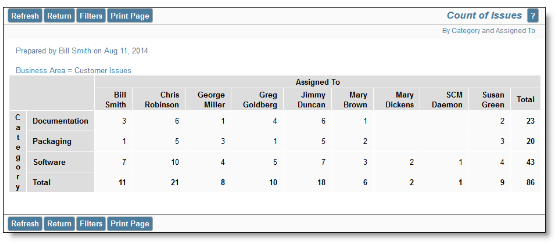 Refresh Return Filters Print Page Count of Issues ?
By Category and Assigned To
Prepared by Bill Smith on Aug 11, 2014
Business Area = Customer Issues
Assigned To
Bill Smith Chris Robinson George Miller Greg Goldberg Jimmy Duncan Mary Brown Mary Dickens SCM Daemon Susan Green Total
Category
Documentation 3 6 1 4 6 1 2 23
Packaging 1 5 3 1 5 2 3 20
Software 7 10 4 5 7 3 2 1 4 43
Total 11 21 8 10 18 6 2 1 9 86
Refresh Return Filters Print Page